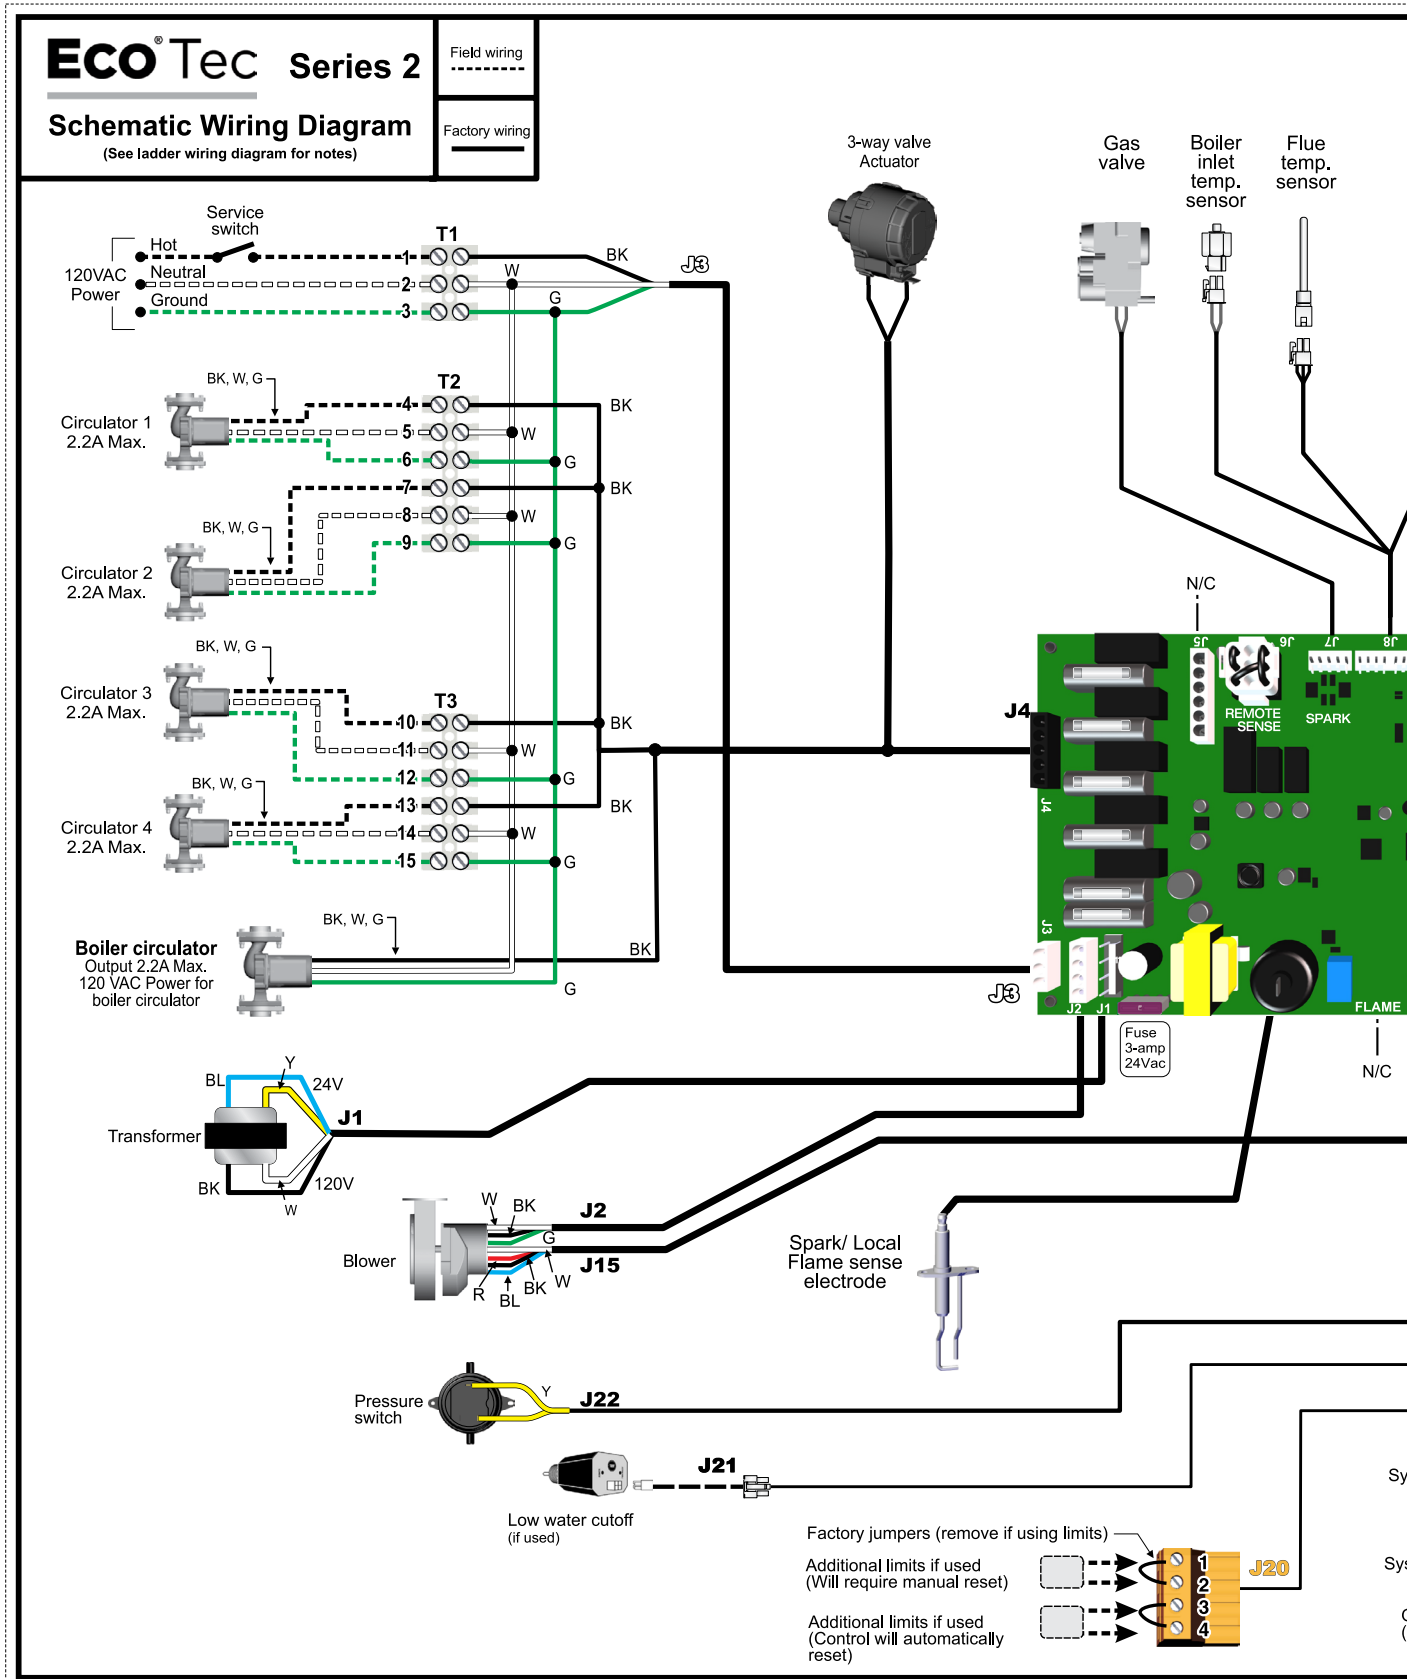 ECO® Tec Series 2
Schematic Wiring Diagram
(See ladder wiring diagram for notes)
Field wiring
Factory wiring
3-way valve
Actuator
Gas
valve
Boiler
inlet
temp.
sensor
Flue
temp.
sensor
Service
switch
Hot
Neutral
Ground
120VAC
Power
T1
1
2
3
BK
W
G
J3
BK, W, G
Circulator 1
2.2A Max.
T2
4
5
6
7
8
9
BK
W
G
BK
W
G
BK, W, G
Circulator 2
2.2A Max.
BK, W, G
Circulator 3
2.2A Max.
T3
10
11
12
13
14
15
BK
W
G
BK
W
G
BK, W, G
Circulator 4
2.2A Max.
BK, W, G
Boiler circulator
Output 2.2A Max.
120 VAC Power for
boiler circulator
BK
G
N/C
J5
J6
J7
J8
REMOTE
SENSE
SPARK
J4
J4
J3
J3
J2
J1
FLAME
Fuse
3-amp
24Vac
N/C
Y
BL
24V
J1
Transformer
BK
W
120V
W
BK
J2
G
Blower
J15
R
BL
BK
W
Spark/ Local
Flame sense
electrode
Pressure
switch
Y
J22
J21
Low water cutoff
(if used)
Factory jumpers (remove if using limits)
Additional limits if used
(Will require manual reset)
Additional limits if used
(Control will automatically
reset)
1
2
3
4
J20
Sy
Sys
(